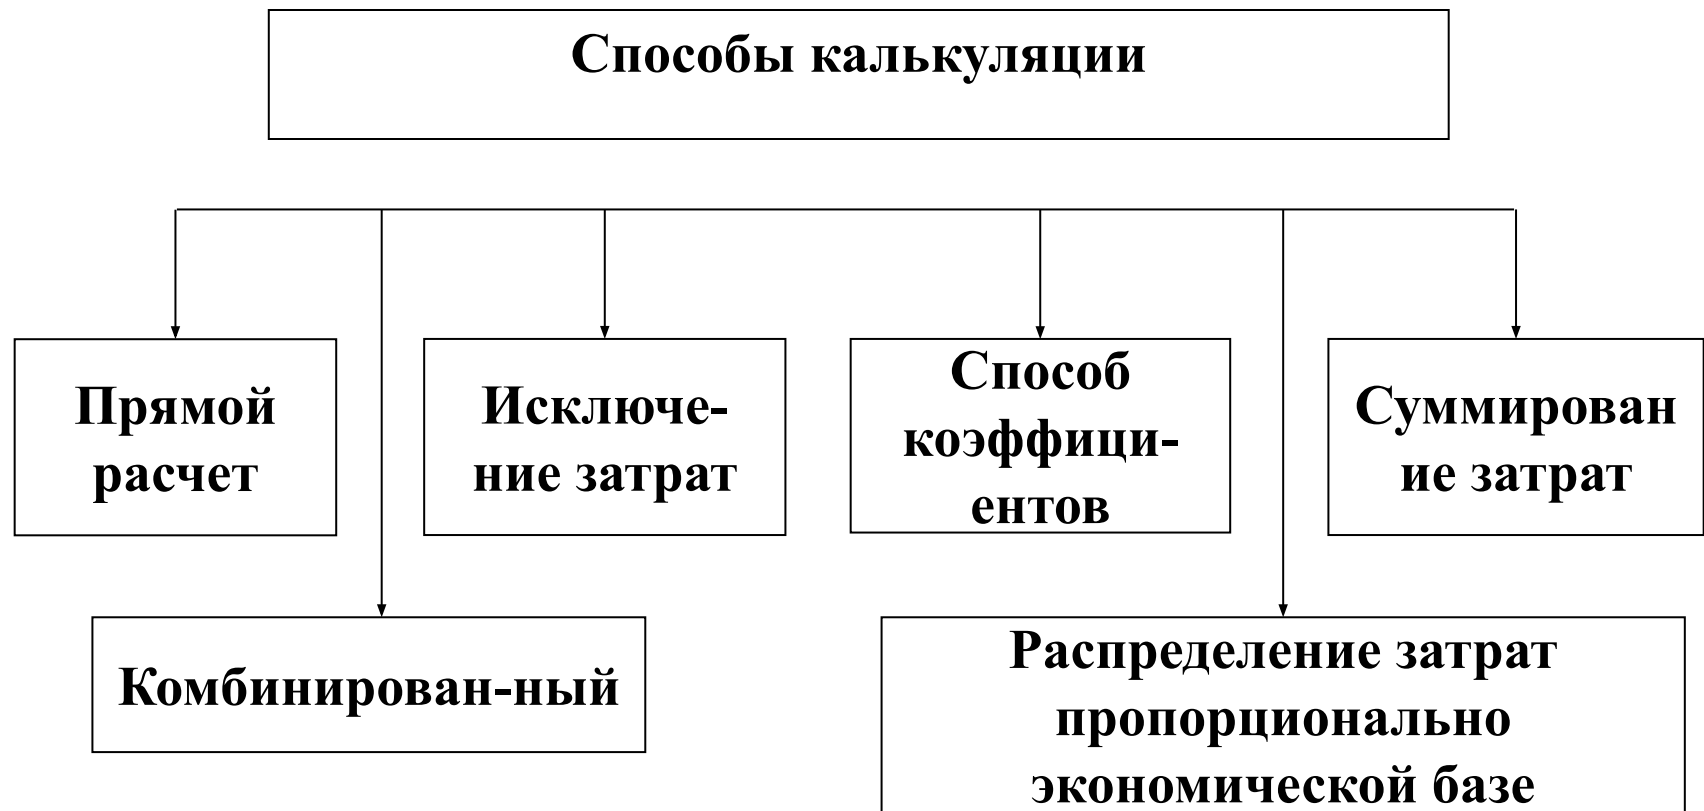 Способы калькуляции
Прямой
расчет
Исключе-
ние затрат
Способ
коэффици-
ентов
Суммирован
ие затрат
Комбинирован-ный
Распределение затрат
пропорционально
экономической базе